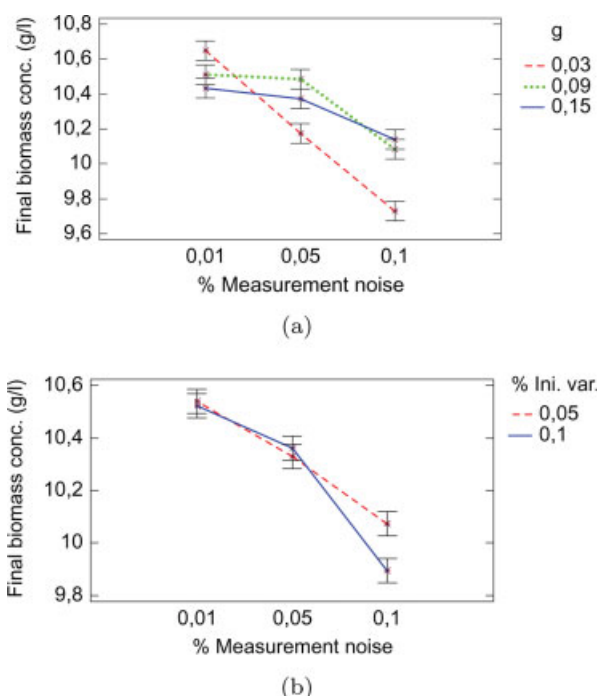 10,8
10,6
10,4
10,2
10
9,8
9,6
Final biomass conc. (g/l)
0,01 0,05 0,1
% Measurement noise
g
0,03
0,09
0,15
(a)
10,6
10,4
10,2
10
9,8
Final biomass conc. (g/l)
0,01 0,05 0,1
% Measurement noise
% Ini. var.
0,05
0,1
(b)